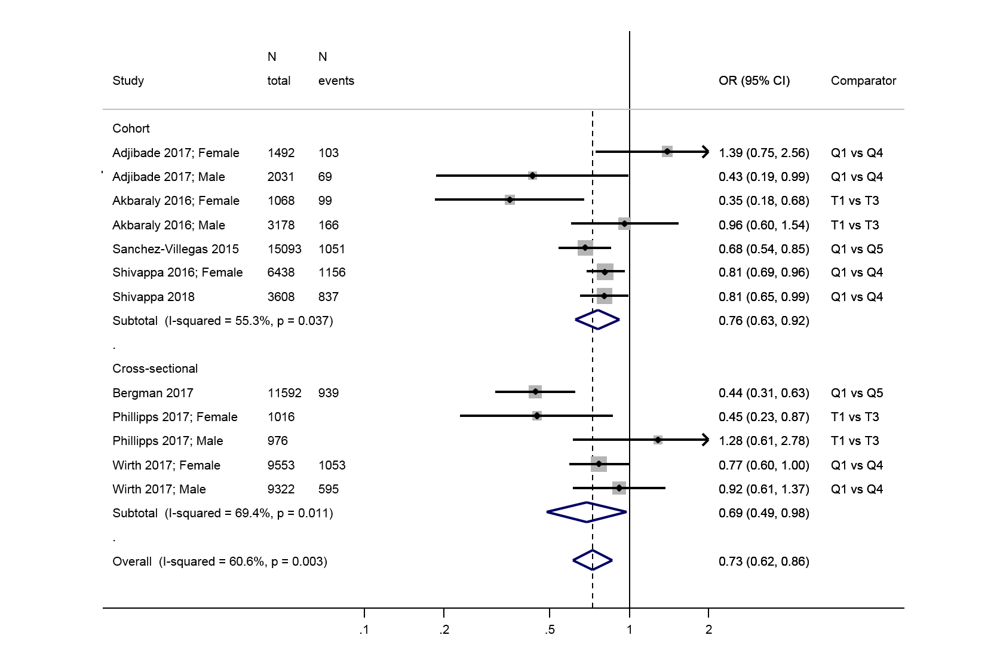 N N
Study total events OR (95% CI) Comparator
Cohort
Adjibade 2017; Female 1492 103 1.39 (0.75, 2.56) Q1 vs Q4
Adjibade 2017; Male 2031 69 0.43 (0.19, 0.99) Q1 vs Q4
Akbaraly 2016; Female 1068 99 0.35 (0.18, 0.68) T1 vs T3
Akbaraly 2016; Male 3178 166 0.96 (0.60, 1.54) T1 vs T3
Sanchez-Villegas 2015 15093 1051 0.68 (0.54, 0.85) Q1 vs Q5
Shivappa 2016; Female 6438 1156 0.81 (0.69, 0.96) Q1 vs Q4
Shivappa 2018 3608 837 0.81 (0.65, 0.99) Q1 vs Q4
Subtotal (I-squared = 55.3%, p = 0.037) 0.76 (0.63, 0.92)
.
Cross-sectional
Bergman 2017 11592 939 0.44 (0.31, 0.63) Q1 vs Q5
Phillipps 2017; Female 1016 0.45 (0.23, 0.87) T1 vs T3
Phillipps 2017; Male 976 1.28 (0.61, 2.78) T1 vs T3
Wirth 2017; Female 9553 1053 0.77 (0.60, 1.00) Q1 vs Q4
Wirth 2017; Male 9322 595 0.92 (0.61, 1.37) Q1 vs Q4
Subtotal (I-squared = 69.4%, p = 0.011) 0.69 (0.49, 0.98)
.
Overall (I-squared = 60.6%, p = 0.003) 0.73 (0.62, 0.86)
.1 .2 .5 1 2